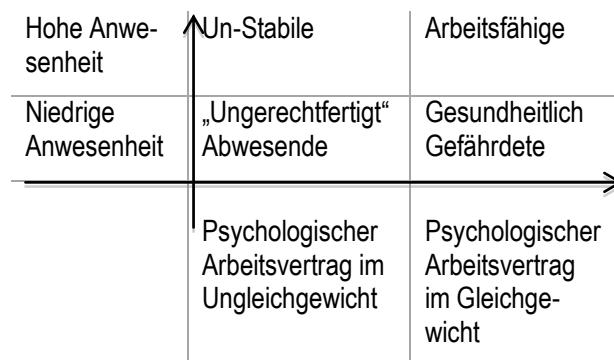 Hohe Anwe-
senheit
Un-Stabile
Arbeitsfähige
Niedrige
Anwesenheit
„Ungerechtfertigt“
Abwesende
Gesundheitlich
Gefährdete
Psychologischer
Arbeitsvertrag im
Ungleichgewicht
Psychologischer
Arbeitsvertrag
im Gleichge-
wicht